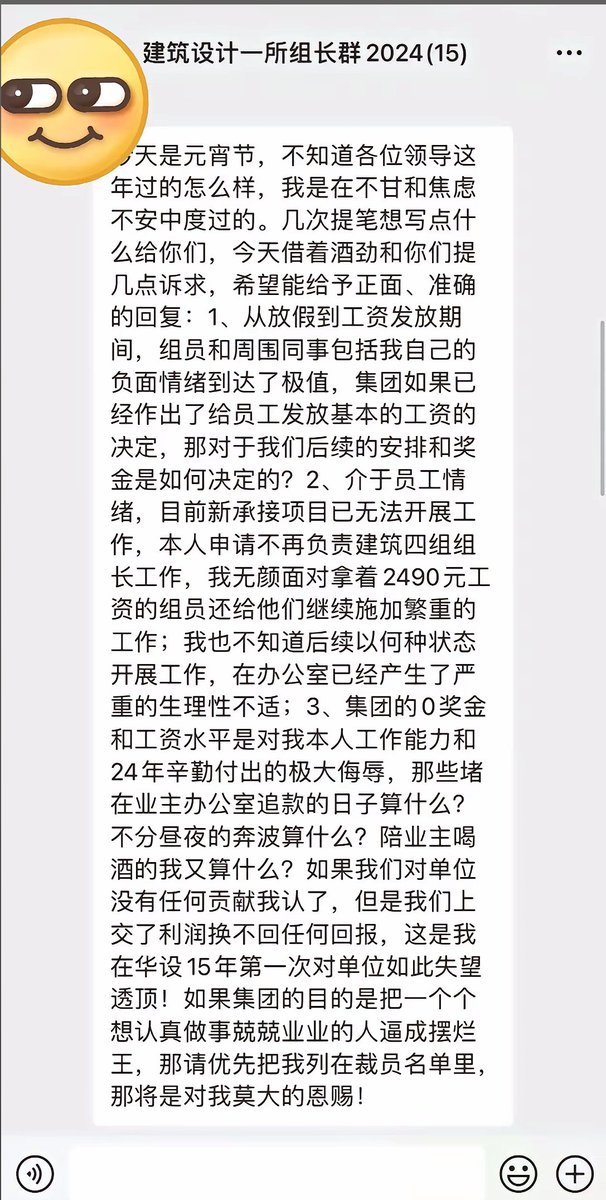 建筑设计一所组长群2024(15)
天是元宵节，不知道各位领导这
年过的怎么样，我是在不甘和焦虑
不安中度过的。几次提笔想写点什
么给你们，今天借着酒劲和你们提
几点诉求，希望能给予正面、准确
的回复：1、从放假到工资发放期
间，组员和周围同事包括我自己的
负面情绪到达了极值，集团如果已
经作出了给员工发放基本的工资的
决定，那对于我们后续的安排和奖
金是如何决定的？2、介于员工情
绪，目前新承接项目已无法开展工
作，本人申请不再负责建筑四组组
长工作，我无颜面对拿着2490元工
资的组员还给他们继续施加繁重的
工作；我也不知道后续以何种状态
开展工作，在办公室已经产生了严
重的生理性不适；3、集团的0奖金
和工资水平是对我本人工作能力和
24年辛勤付出的极大侮辱，那些堵
在业主办公室追款的日子算什么？
不分昼夜的奔波算什么？陪业主喝
酒的我又算什么？如果我们对单位
没有任何贡献我认了，但是我们上
交了利润换不回任何回报，这是我
在华设15年第一次对单位如此失望
透顶！如果集团的目的是把一个个
想认真做事兢兢业业的人逼成摆烂
王，那请优先把我列在裁员名单里，
那将是对我莫大的恩赐！